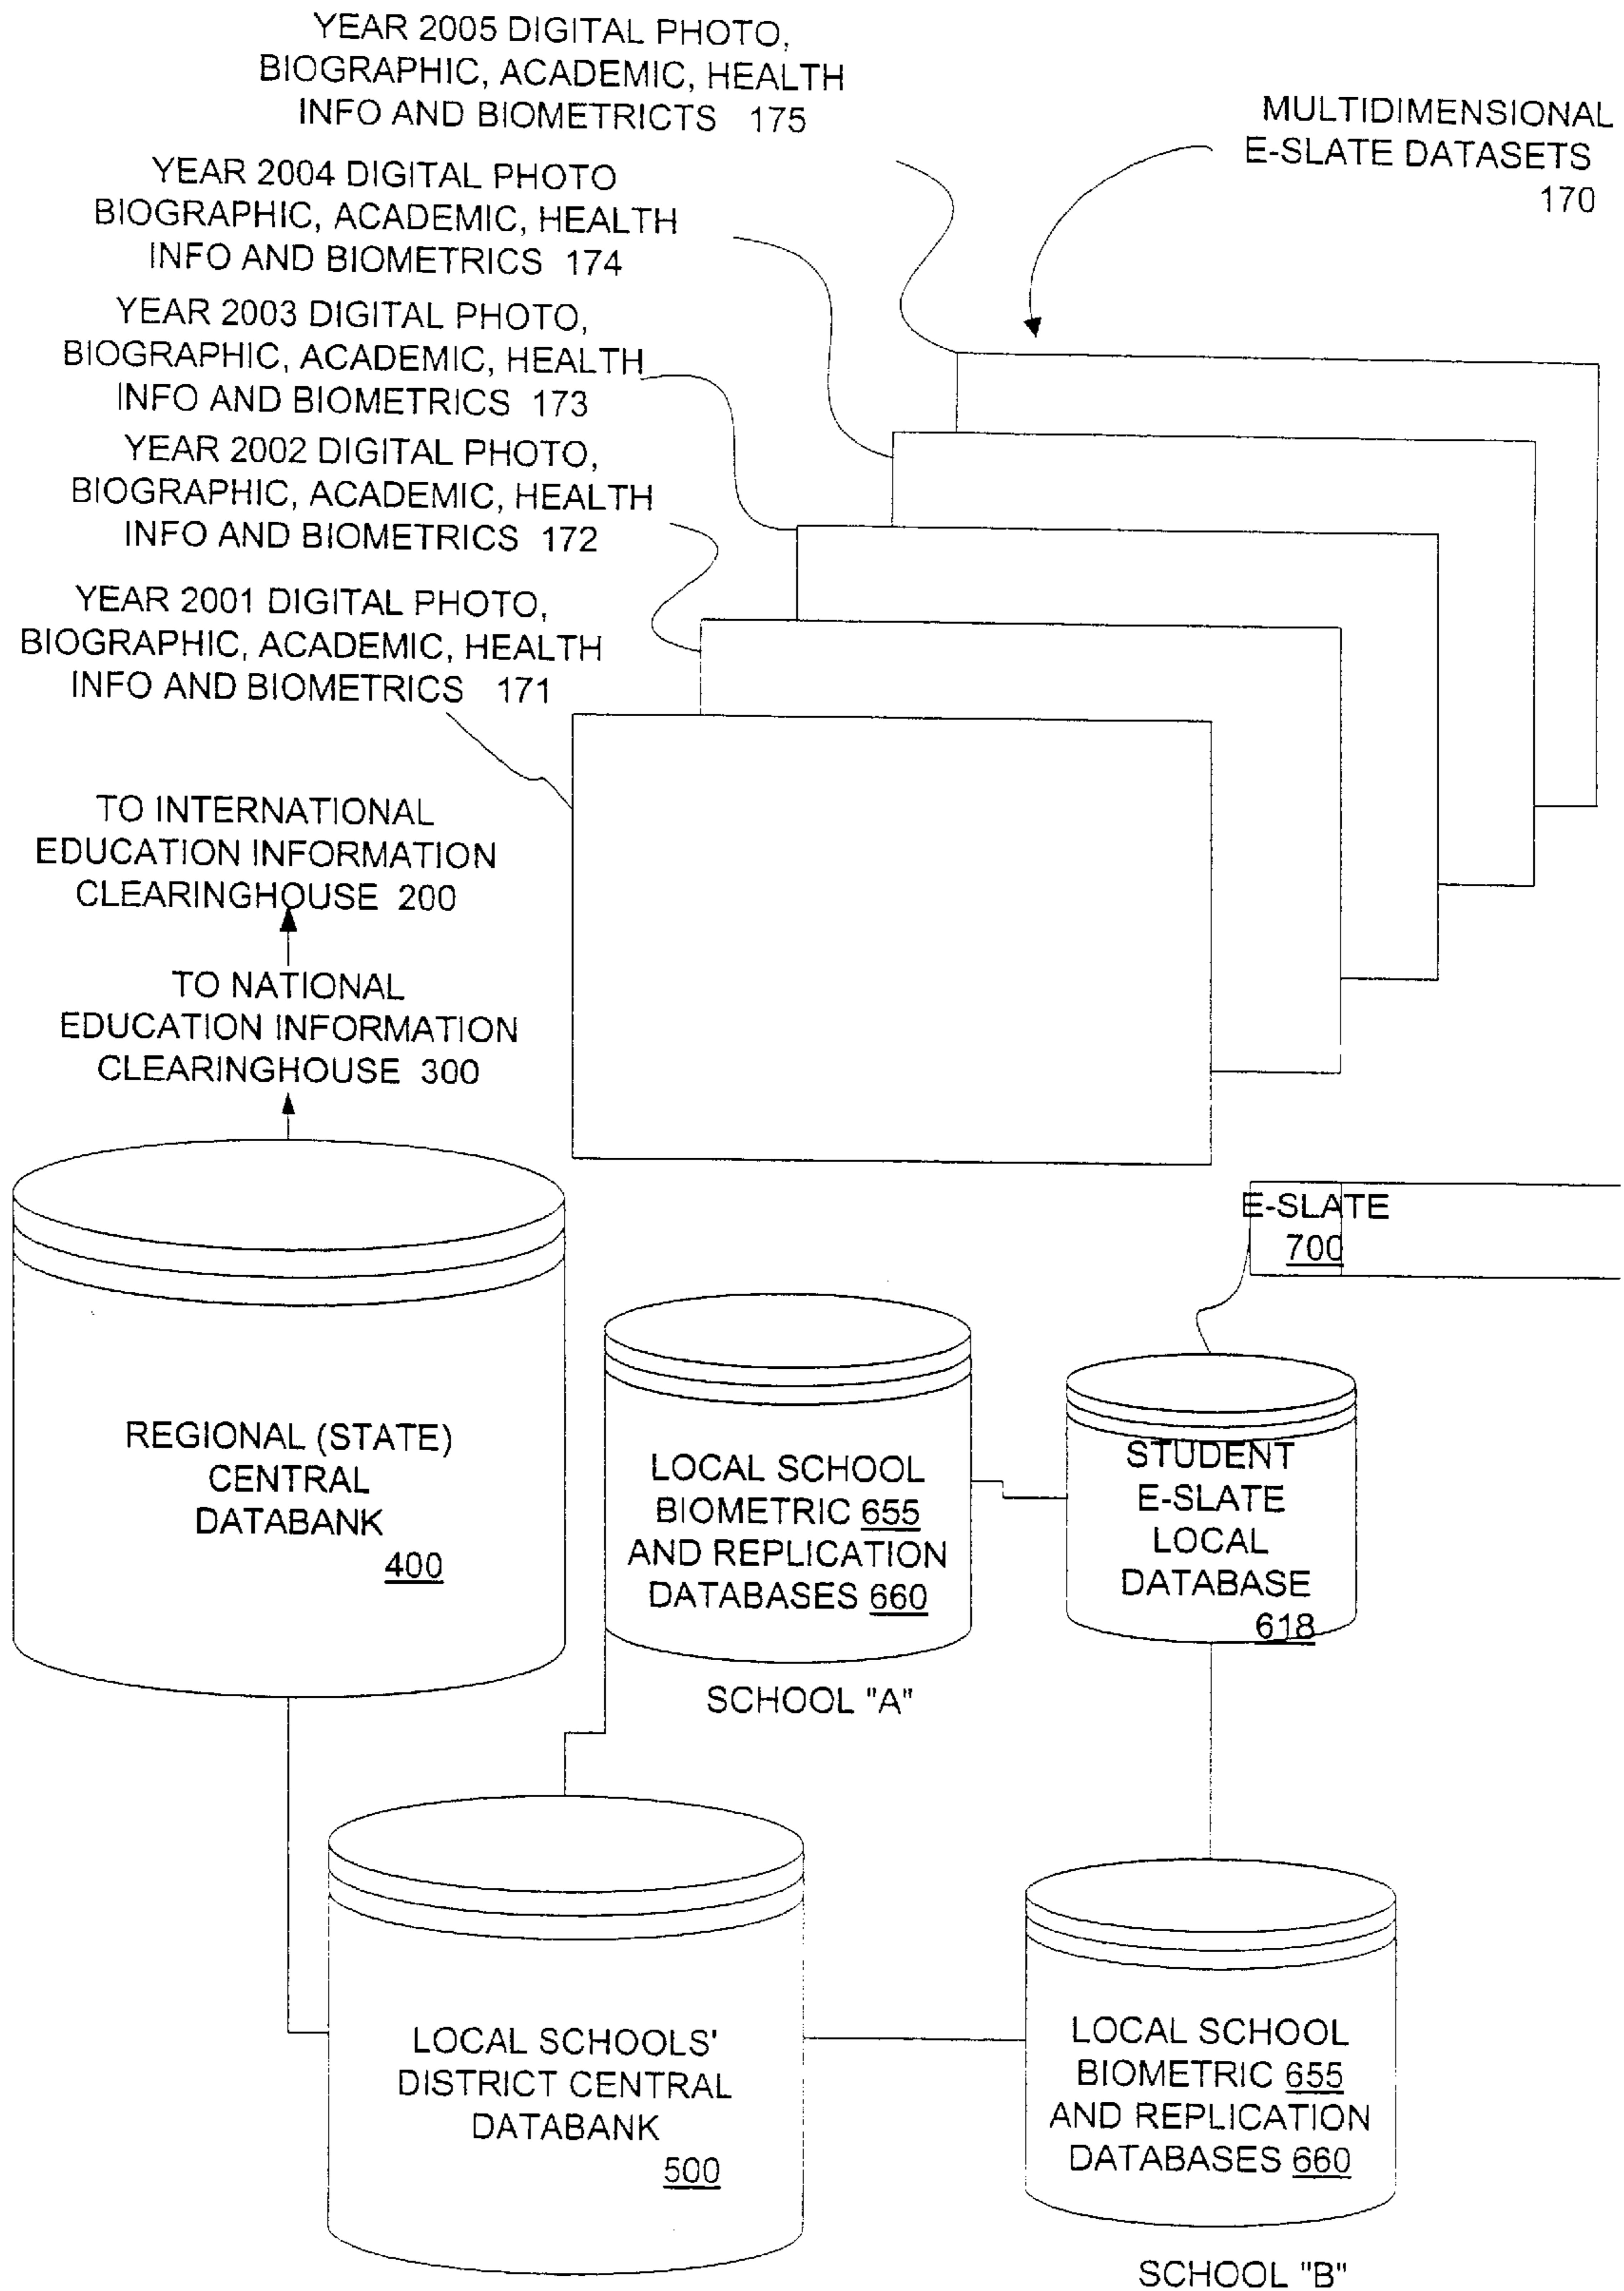 YEAR 2005 DIGITAL PHOTO,
BIOGRAPHIC, ACADEMIC, HEALTH
INFO AND BIOMETRICTS 175
MULTIDIMENSIONAL
E-SLATE DATASETS
170
YEAR 2004 DIGITAL PHOTO
BIOGRAPHIC, ACADEMIC, HEALTH
INFO AND BIOMETRICS 174
YEAR 2003 DIGITAL PHOTO,
BIOGRAPHIC, ACADEMIC, HEALTH
INFO AND BIOMETRICS 173
YEAR 2002 DIGITAL PHOTO,
BIOGRAPHIC, ACADEMIC, HEALTH
INFO AND BIOMETRICS 172
YEAR 2001 DIGITAL PHOTO,
BIOGRAPHIC, ACADEMIC, HEALTH
INFO AND BIOMETRICS 171
TO INTERNATIONAL
EDUCATION INFORMATION
CLEARINGHOUSE 200
TO NATIONAL
EDUCATION INFORMATION
CLEARINGHOUSE 300
E-SLATE
700
REGIONAL (STATE)
CENTRAL
DATABANK
400
LOCAL SCHOOL
BIOMETRIC 655
AND REPLICATION
DATABASES 660
SCHOOL "A"
STUDENT
E-SLATE
LOCAL
DATABASE
618
LOCAL SCHOOLS'
DISTRICT CENTRAL
DATABANK
500
LOCAL SCHOOL
BIOMETRIC 655
AND REPLICATION
DATABASES 660
SCHOOL "B"